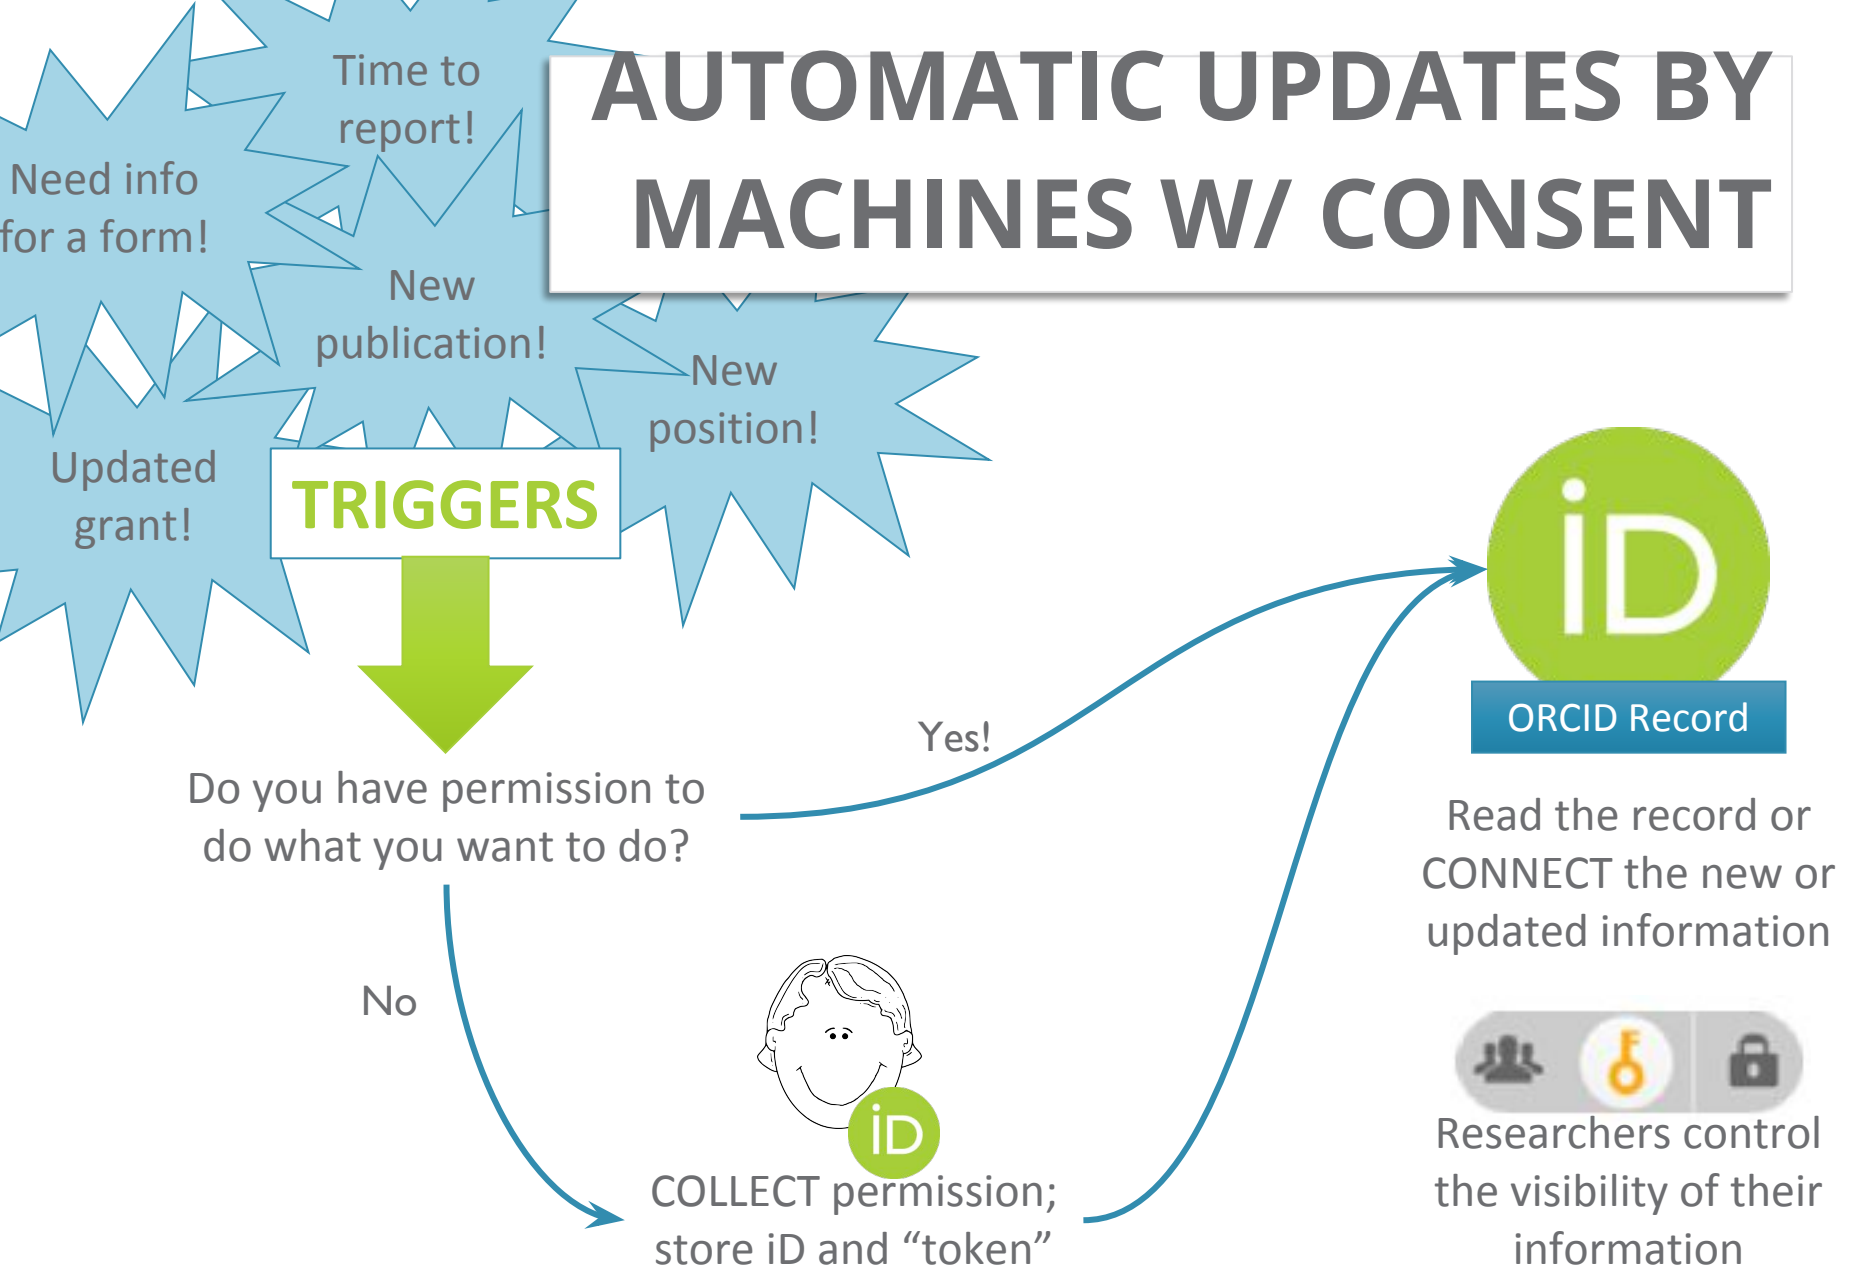 AUTOMATIC UPDATES BY
MACHINES W/ CONSENT
Time to
report!
Need info
for a form!
New
publication!
New
position!
Updated
grant!
TRIGGERS
Do you have permission to
do what you want to do?
Yes!
No
iD
COLLECT permission;
store iD and “token”
iD
ORCID Record
Read the record or
CONNECT the new or
updated information
Researchers control
the visibility of their
information